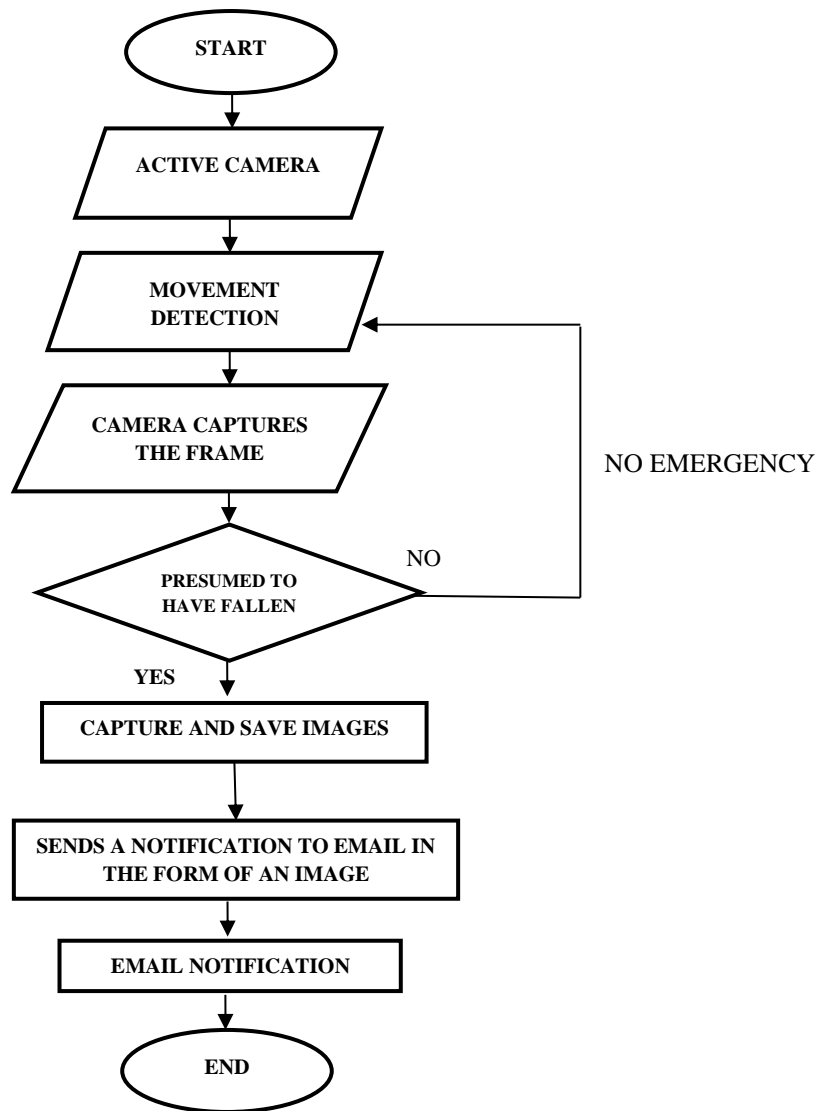 START
ACTIVE CAMERA
MOVEMENT
DETECTION
CAMERA CAPTURES
THE FRAME
NO EMERGENCY
NO
PRESUMED TO
HAVE FALLEN
YES
CAPTURE AND SAVE IMAGES
SENDS A NOTIFICATION TO EMAIL IN
THE FORM OF AN IMAGE
EMAIL NOTIFICATION
END